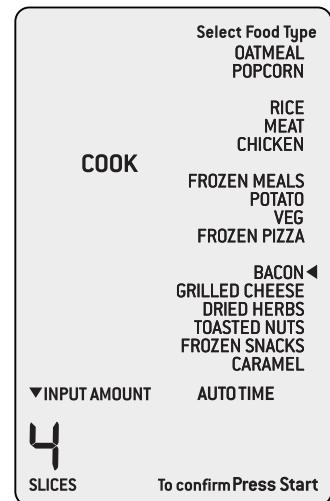 Select Food Type
OATMEAL
POPCORN
RICE
MEAT
CHICKEN
COOK
FROZEN MEALS
POTATO
VEG
FROZEN PIZZA
BACON◀
GRILLED CHEESE
DRIED HERBS
TOASTED NUTS
FROZEN SNACKS
CARAMEL
▼INPUT AMOUNT AUTO TIME
4
SLICES To confirm Press Start